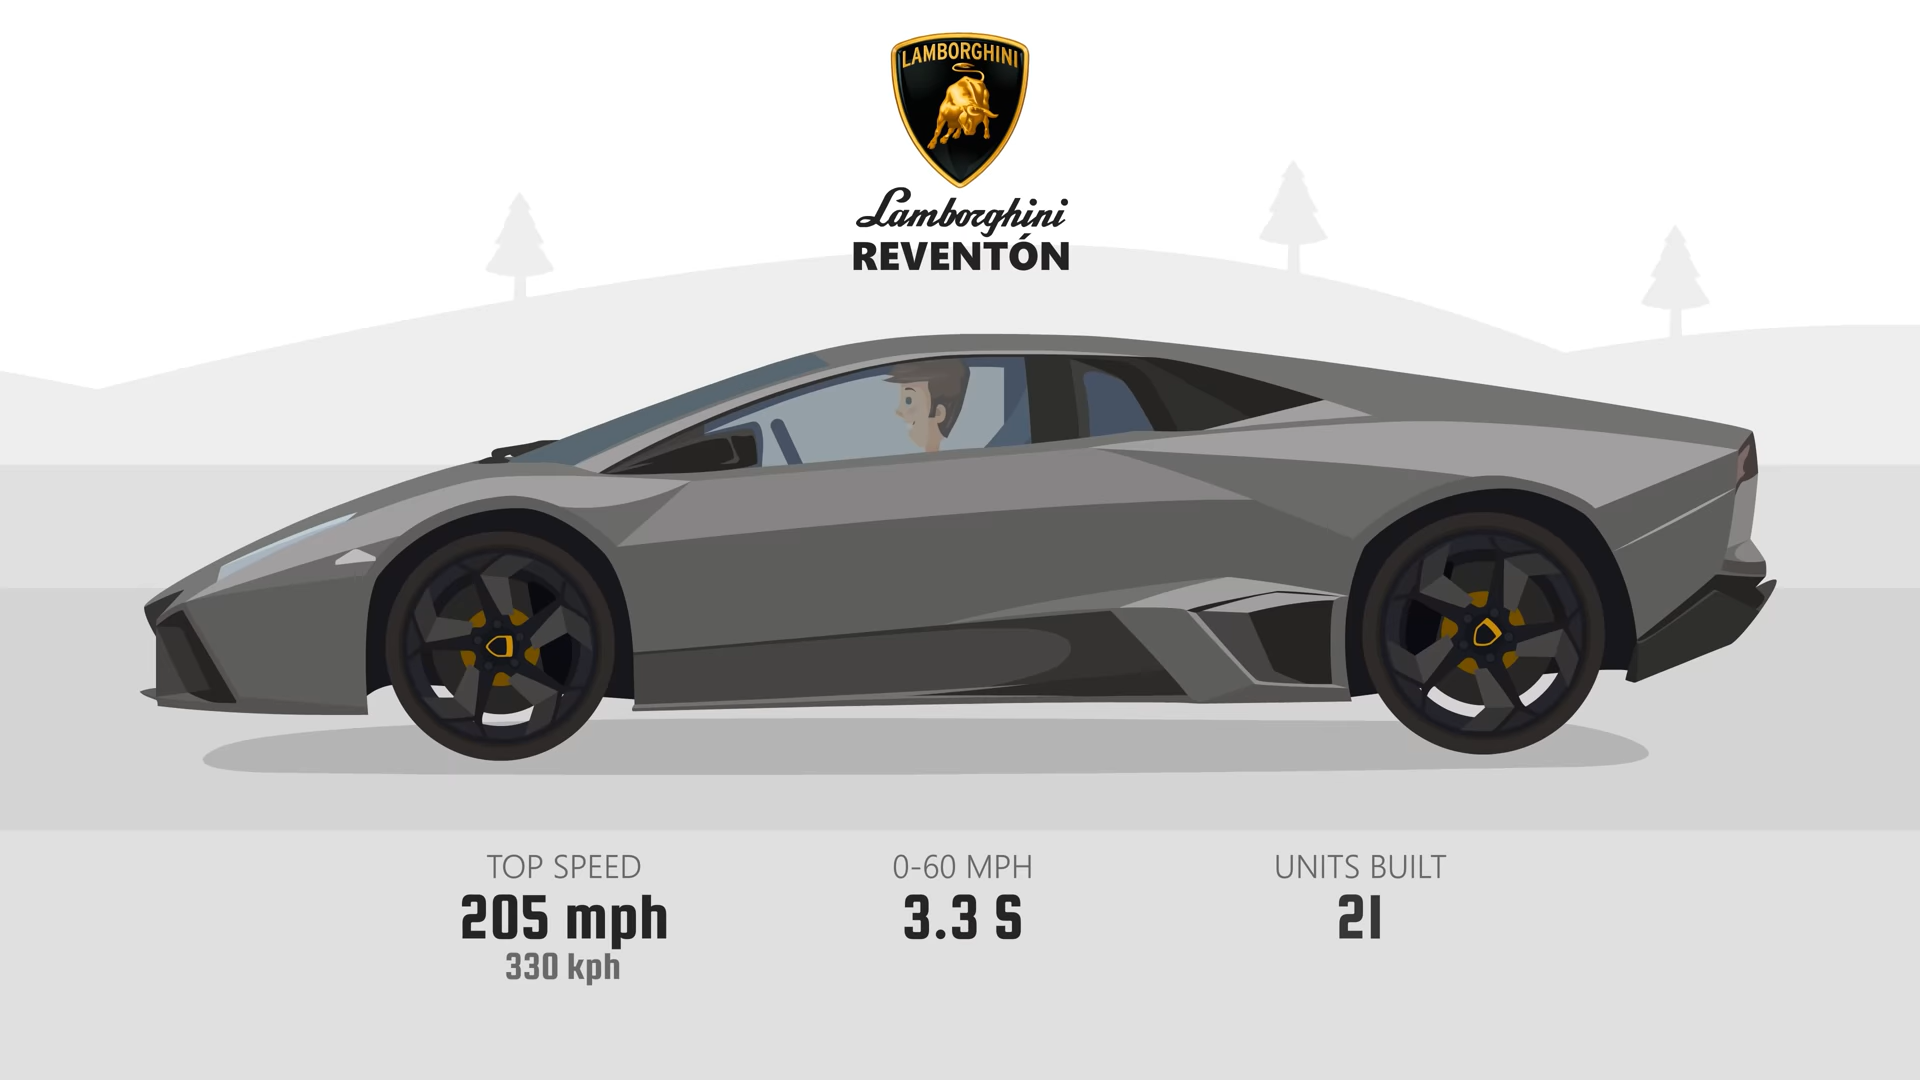 LAMBORGHINI
Lamborghini
REVENTÓN
TOP SPEED
205 mph
330 kph
0-60 MPH
3.3 S
UNITS BUILT
21